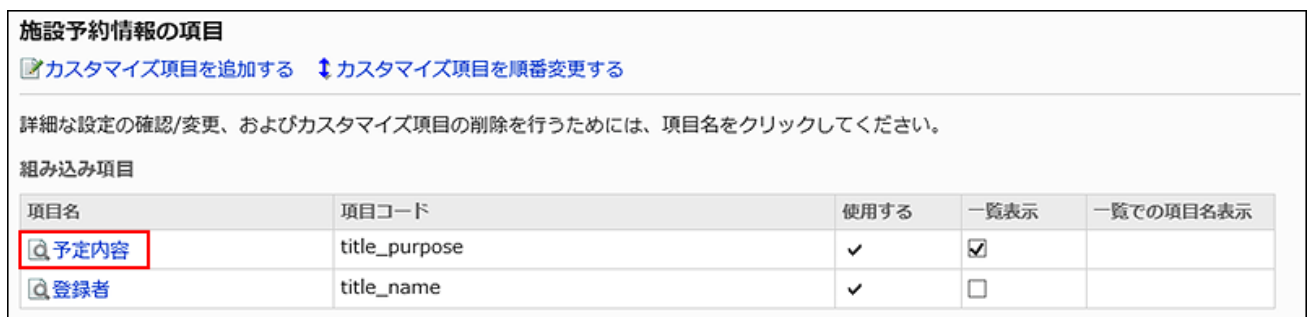 施設予約情報の項目
カスタマイズ項目を追加する カスタマイズ項目を順番変更する
詳細な設定の確認/変更、およびカスタマイズ項目の削除を行うためには、項目名をクリックしてください。
組み込み項目
項目名 項目コード 使用する 一覧表示 一覧での項目名表示
予定内容 title_purpose
登録者 title_name